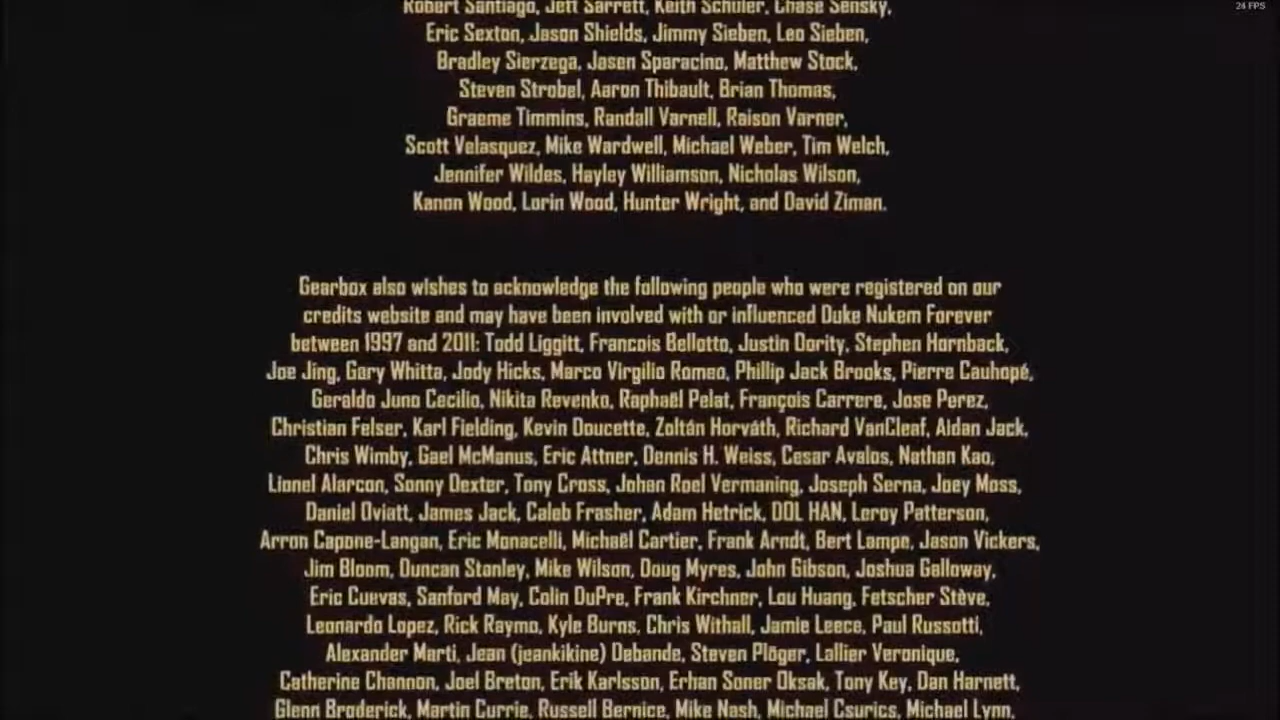 Robert Santiago, Jett Sarrett, Keith Schuler, Chase Sensky,
24 FPS
Eric Sexton, Jason Shields, Jimmy Sieben, Leo Sieben,
Bradley Sierzega, Josen Sparacino, Matthew Stock,
Steven Strobel, Aaron Thibault, Brian Thomas,
Graeme Timmins, Randall Varnell, Raison Varner,
Scott Velasquez, Mike Wardwell, Michael Weber, Tim Welch,
Jennifer Wildes, Hayley Williamson, Nicholas Wilson,
Kanon Wood, Lorin Wood, Hunter Wright, and David Ziman.
Gearbox also wishes to acknowledge the following people who were registered on our
credits website and may have been involved with or influenced Duke Nukem Forever
between 1997 and 2011: Todd Liggitt, Francois Bellotto, Justin Dority, Stephen Hornback,
Joe Jing, Gary Whitta, Jody Hicks, Marco Virgilio Romeo, Phillip Jack Brooks, Pierre Cauhopé,
Geraldo Juno Cecilio, Nikita Revenko, Raphaël Pelat, François Carrere, Jose Perez,
Christian Felser, Karl Fielding, Kevin Doucette, Zoltán Horváth, Richard VanCleaf, Aidan Jack,
Chris Wimby, Gael McManus, Eric Attner, Dennis H. Weiss, Cesar Avalos, Nathan Kao,
Lionel Alarcon, Sonny Dexter, Tony Cross, Johan Roel Vermaning, Joseph Serna, Joey Moss,
Daniel Oviatt, James Jack, Caleb Frasher, Adam Hetrick, DOL HAN, Leroy Patterson,
Arron Capone-Langan, Eric Monacelli, Michaël Cartier, Frank Arndt, Bert Lampe, Jason Vickers,
Jim Bloom, Duncan Stanley, Mike Wilson, Doug Myres, John Gibson, Joshua Galloway,
Eric Cuevas, Sanford May, Colin DuPre, Frank Kirchner, Lou Huang, Fetscher Stève,
Leonardo Lopez, Rick Raymo, Kyle Burns, Chris Withall, Jamie Leece, Paul Russotti,
Alexander Marti, Jean (jeankikine) Debande, Steven Plöger, Lallier Veronique,
Catherine Channon, Joel Breton, Erik Karlsson, Erhan Soner Oksak, Tony Key, Dan Harnett,
Glenn Broderick, Martin Currie, Russell Bernice, Mike Nash, Michael Csurics, Michael Lynn,